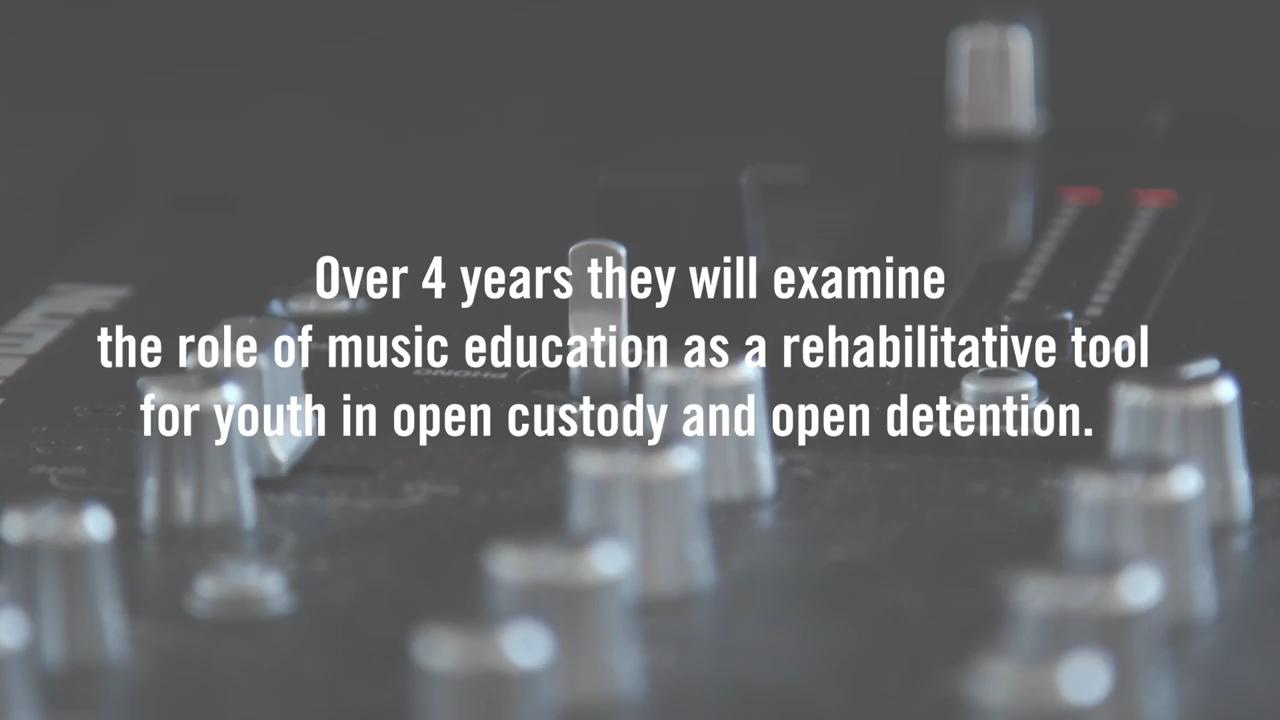 Over 4 years they will examine
the role of music education as a rehabilitative tool
for youth in open custody and open detention.